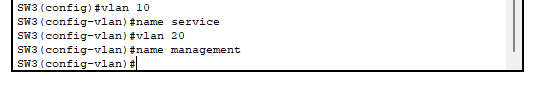 SW3(config)#vlan 10
SW3(config-vlan)#name service
SW3(config-vlan)#vlan 20
SW3(config-vlan)#name management
SW3(config-vlan)#